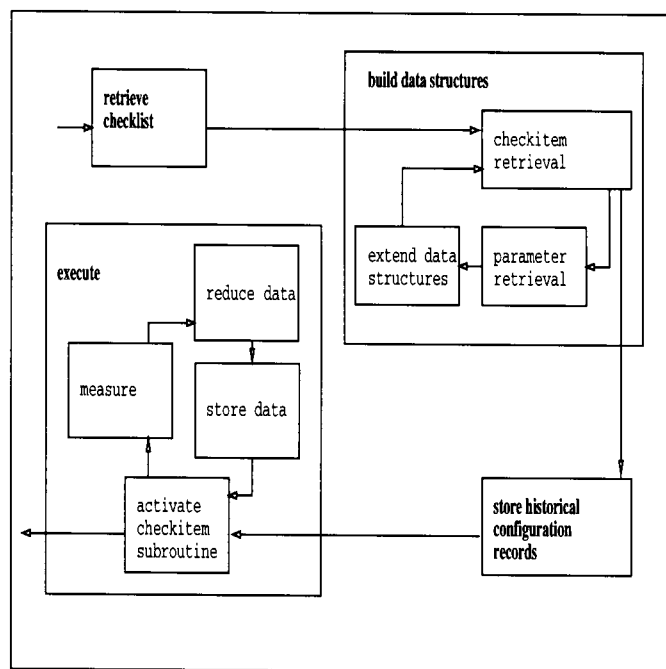 retrieve
checklist
build data structures
checkitem
retrieval
extend data
structures
parameter
retrieval
execute
reduce data
measure
store data
activate
checkitem
subroutine
store historical
configuration
records